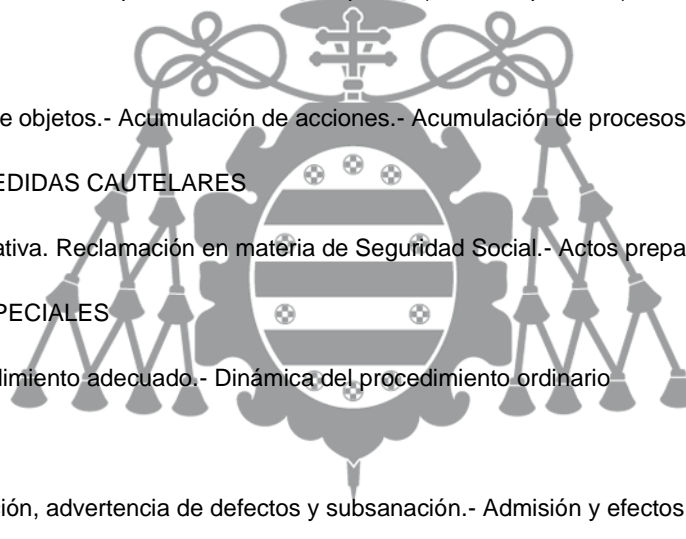 e objetos.- Acumulación de acciones.- Acumulación de procesos
EDIDAS CAUTELARES
ativa. Reclamación en materia de Seguridad Social.- Actos prepa
PECIALES
dimiento adecuado.- Dinámica del procedimiento ordinario
ión, advertencia de defectos y subsanación.- Admisión y efectos